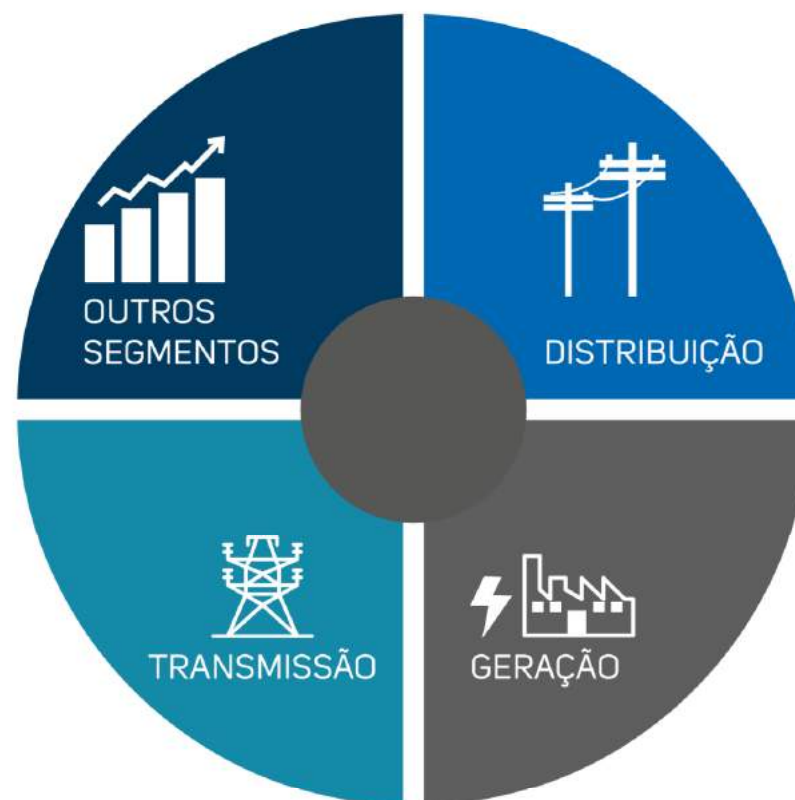 OUTROS
SEGMENTOS
DISTRIBUIÇÃO
TRANSMISSÃO
GERAÇÃO